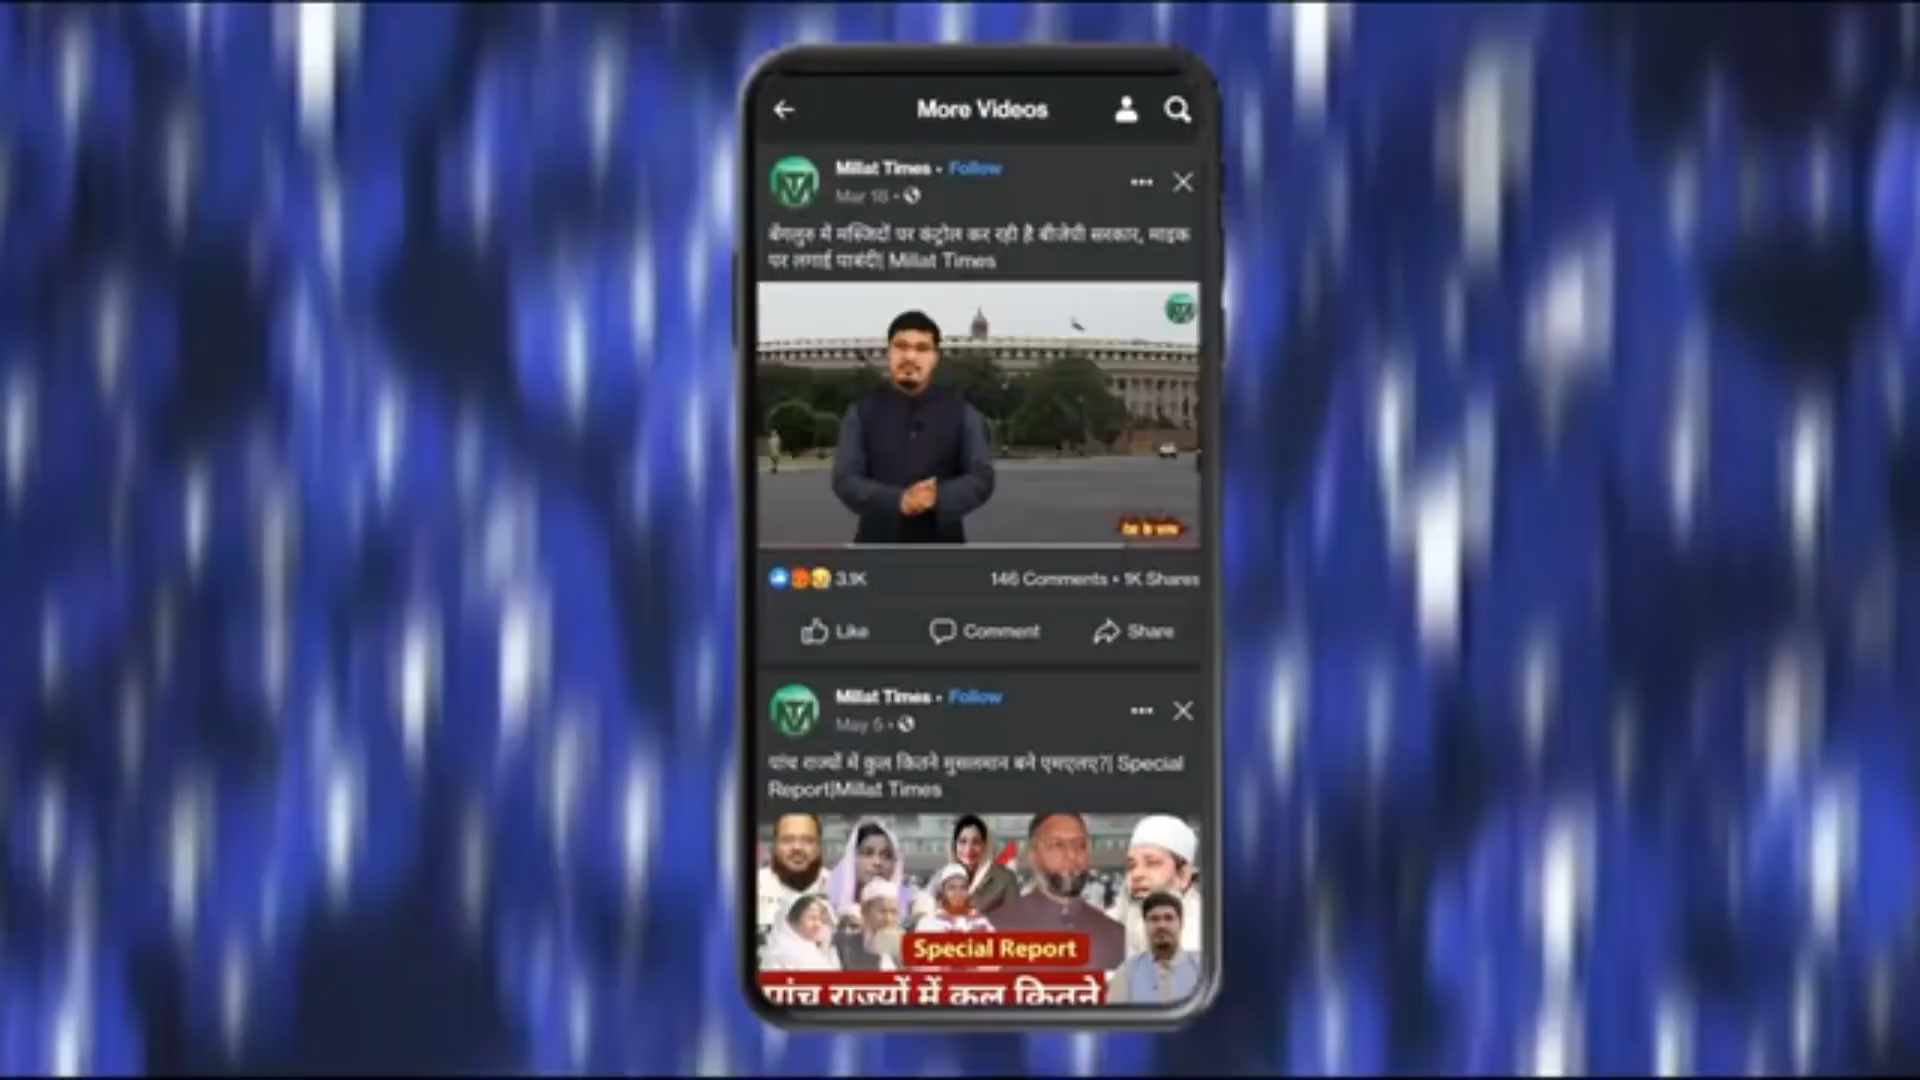 More Videos
Millat Times • Follow
Mar 18 •
बेंगलुरु में मस्जिदों पर कंट्रोल कर रही है बीजेपी सरकार, माइक
पर लगाई पाबंदी| Millat Times
3.1K
146 Comments • 1K Shares
Like
Comment
Share
Millat Times • Follow
May 5 •
पांच राज्यों में कुल कितने मुसलमान बने एमएलए?| Special
Report|Millat Times
Special Report
पांच राज्यों में कुल कितने